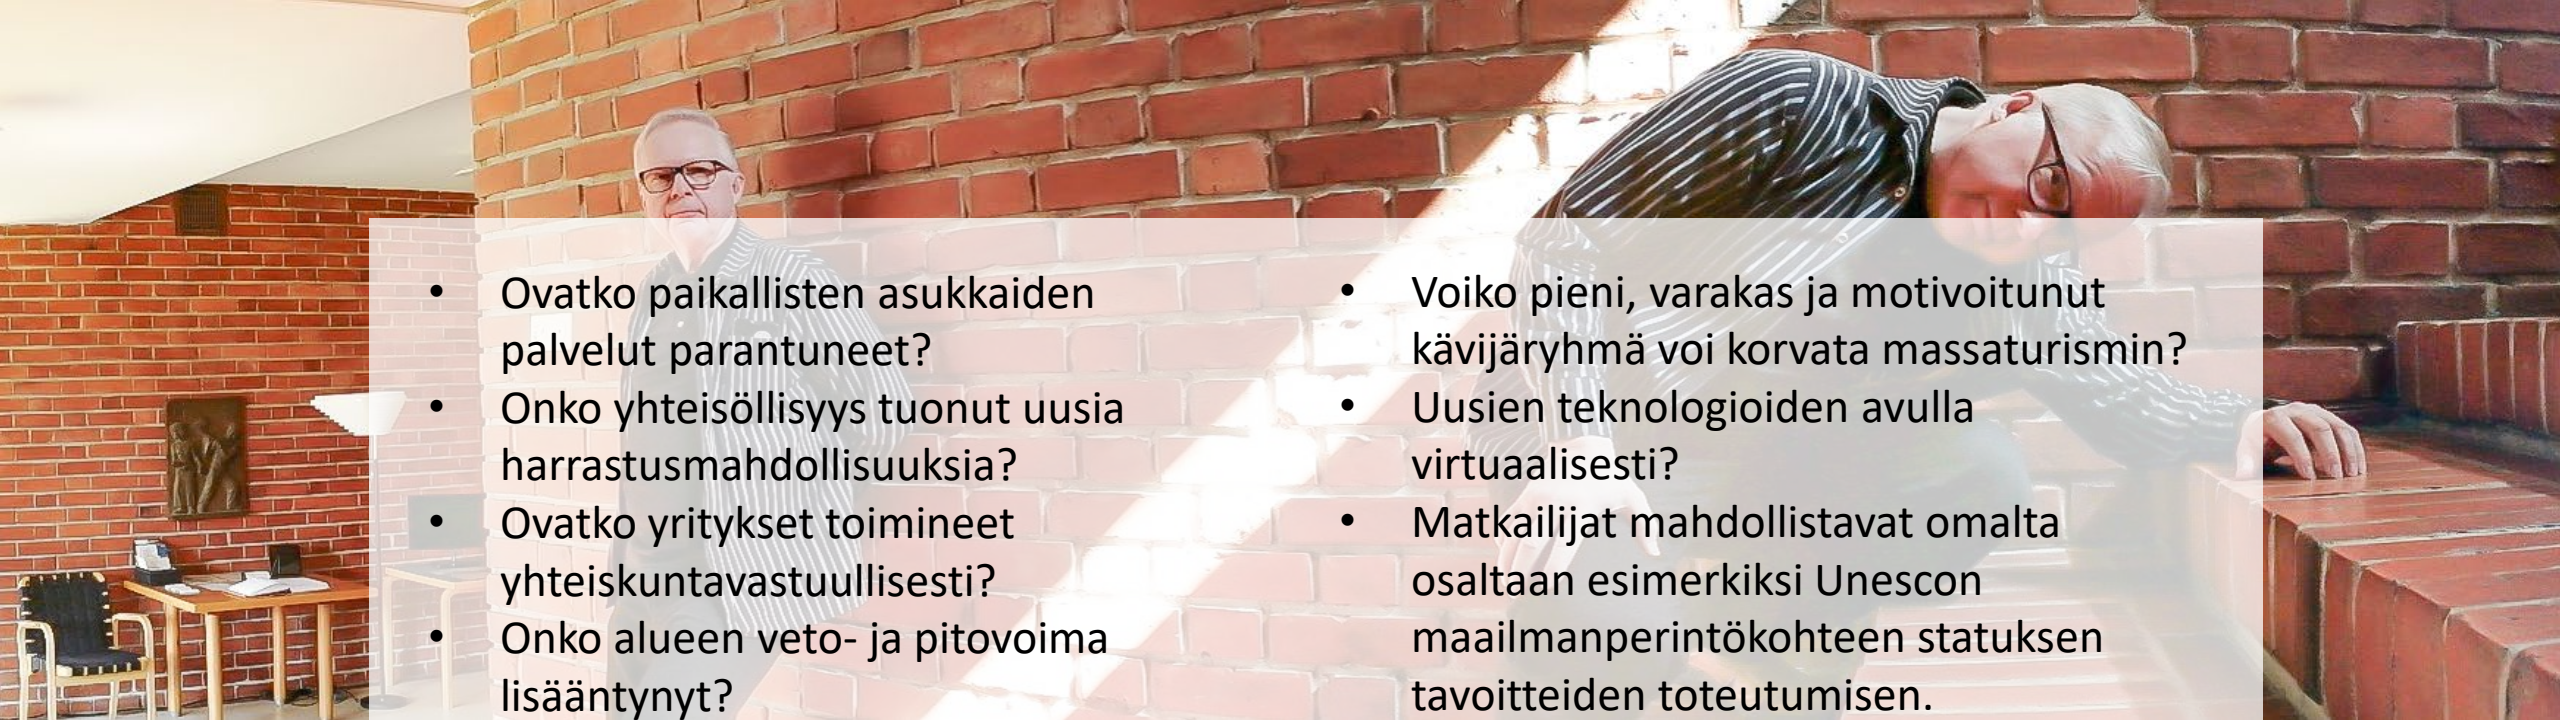 • Ovatko paikallisten asukkaiden
palvelut parantuneet?
• Onko yhteisöllisyys tuonut uusia
harrastusmahdollisuuksia?
• Ovatko yritykset toimineet
yhteiskuntavastuullisesti?
• Onko alueen veto- ja pitovoima
lisääntynyt?
• Voiko pieni, varakas ja motivoitunut
kävijäryhmä voi korvata massaturismin?
• Uusien teknologioiden avulla
virtuaalisesti?
• Matkailijat mahdollistavat omalta
osaltaan esimerkiksi Unescon
maailmanperintökohteen statuksen
tavoitteiden toteutumisen.